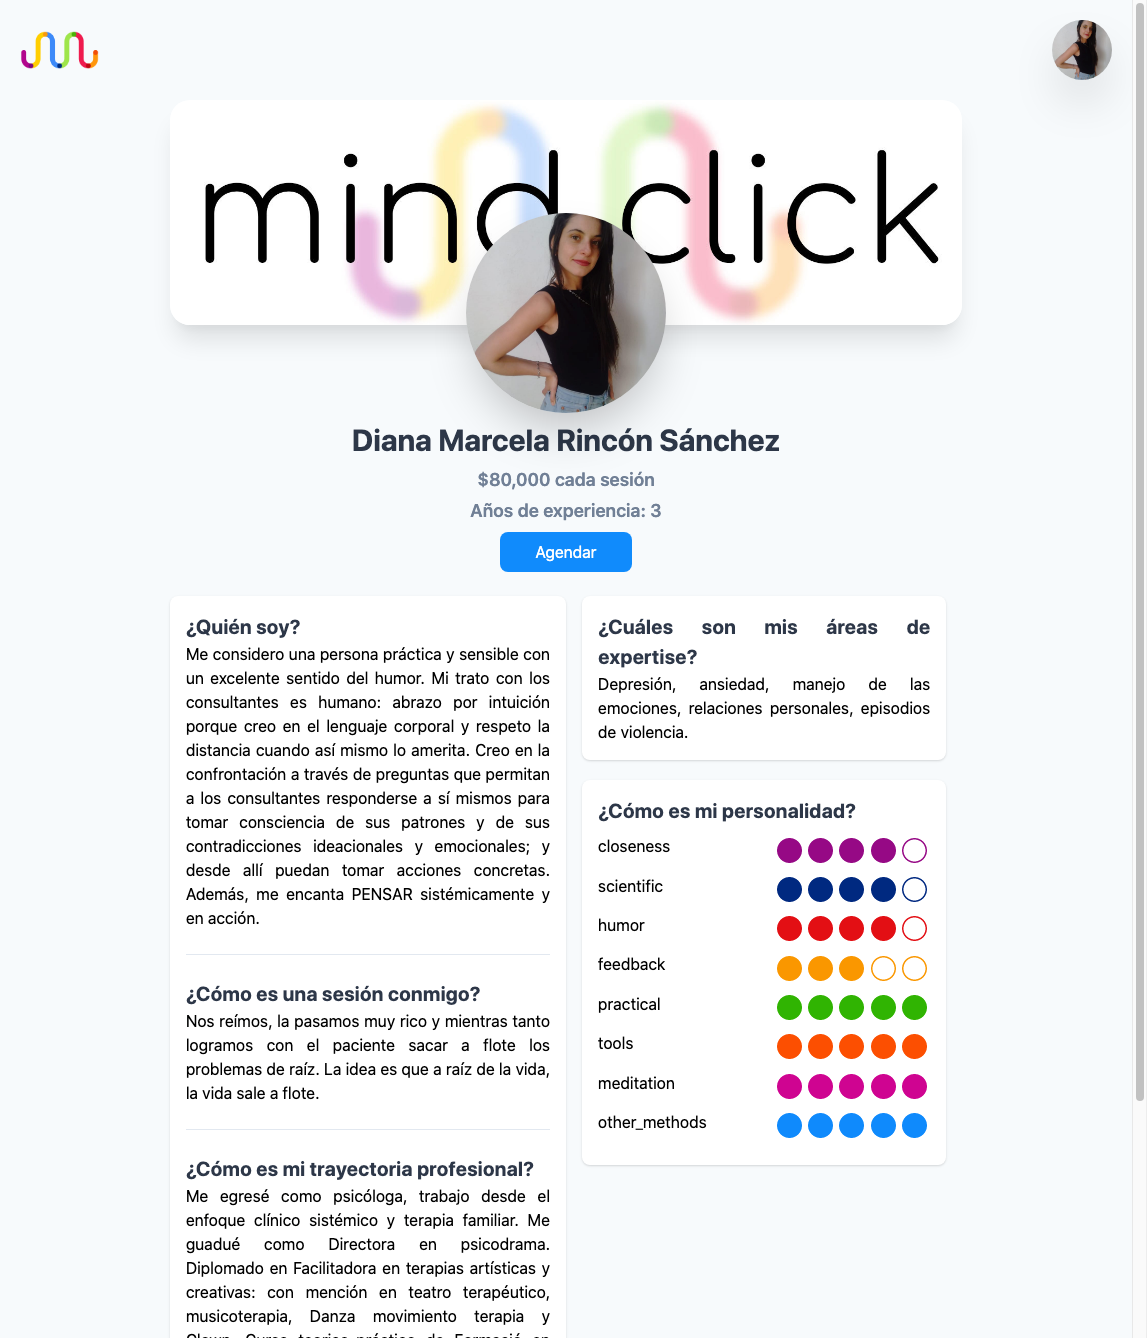 mind click
Diana Marcela Rincón Sánchez
$80,000 cada sesión
Años de experiencia: 3
Agendar
¿Quién soy?
Me considero una persona práctica y sensible con
un excelente sentido del humor. Mi trato con los
consultantes es humano: abrazo por intuición
porque creo en el lenguaje corporal y respeto la
distancia cuando así mismo lo amerita. Creo en la
confrontación a través de preguntas que permitan
a los consultantes responderse a sí mismos para
tomar consciencia de sus patrones y de sus
contradicciones ideacionales y emocionales; y
desde allí puedan tomar acciones concretas.
Además, me encanta PENSAR sistémicamente y
en acción.
¿Cómo es una sesión conmigo?
Nos reímos, la pasamos muy rico y mientras tanto
logramos con el paciente sacar a flote los
problemas de raíz. La idea es que a raíz de la vida,
la vida sale a flote.
¿Cómo es mi trayectoria profesional?
Me egresé como psicóloga, trabajo desde el
enfoque clínico sistémico y terapia familiar. Me
guadué como Directora en psicodrama.
Diplomado en Facilitadora en terapias artísticas y
creativas: con mención en teatro terapéutico,
musicoterapia, Danza movimiento terapia y
Clown. Curso teorico práctico de Formació en
¿Cuáles son mis áreas de
expertise?
Depresión, ansiedad, manejo de las
emociones, relaciones personales, episodios
de violencia.
¿Cómo es mi personalidad?
closeness
scientific
humor
feedback
practical
tools
meditation
other_methods